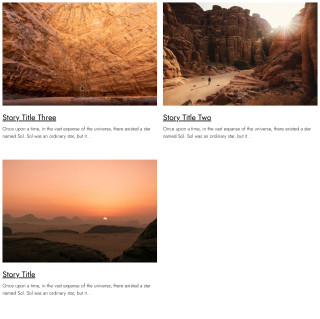 Story Title Three
Once upon a time, in the vast expanse of the universe, there existed a star
named Sol. Sol was an ordinary star, but it...
Story Title Two
Once upon a time, in the vast expanse of the universe, there existed a star
named Sol. Sol was an ordinary star, but it...
Story Title
Once upon a time, in the vast expanse of the universe, there existed a star
named Sol. Sol was an ordinary star, but it...